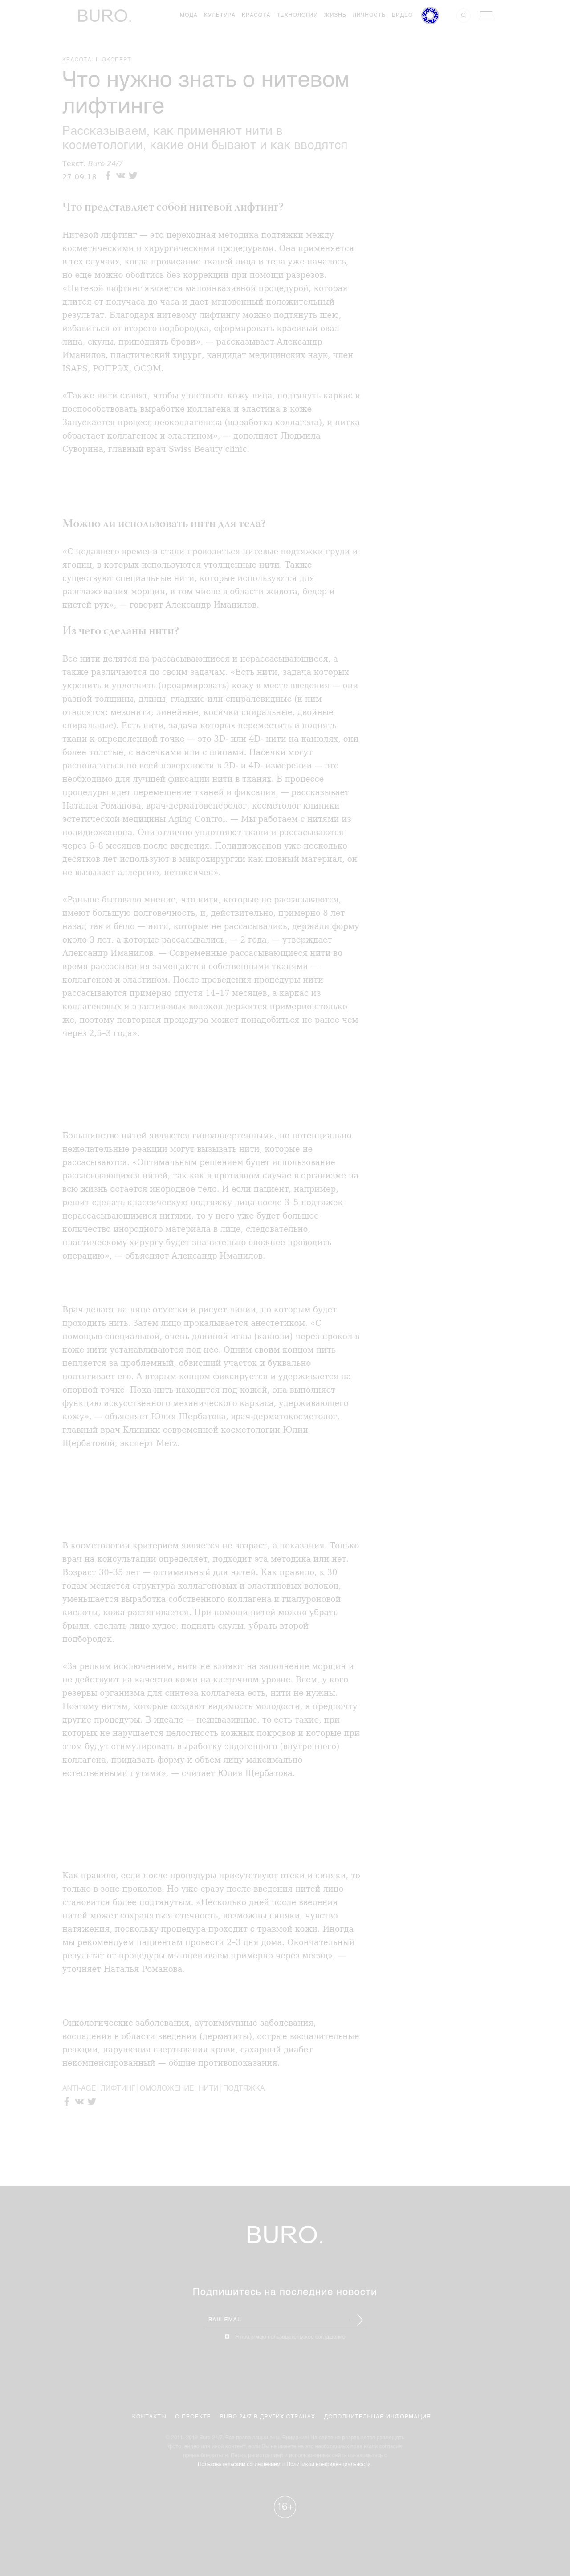 BURO.
МОДА КУЛЬТУРА КРАСОТА ТЕХНОЛОГИИ ЖИЗНЬ ЛИЧНОСТЬ ВИДЕО
КРАСОТА | ЭКСПЕРТ
Что нужно знать о нитевом
лифтинге
Рассказываем, как применяют нити в
косметологии, какие они бывают и как вводятся
Текст: Buro 24/7
27.09.18
Что представляет собой нитевой лифтинг?
Нитевой лифтинг — это переходная методика подтяжки между
косметическими и хирургическими процедурами. Она применяется
в тех случаях, когда провисание тканей лица и тела уже началось,
но еще можно обойтись без коррекции при помощи разрезов.
«Нитевой лифтинг является малоинвазивной процедурой, которая
длится от получаса до часа и дает мгновенный положительный
результат. Благодаря нитевому лифтингу можно подтянуть шею,
избавиться от второго подбородка, сформировать красивый овал
лица, скулы, приподнять брови», — рассказывает Александр
Иманилов, пластический хирург, кандидат медицинских наук, член
ISAPS, РОПРЭХ, ОСЭМ.
«Также нити ставят, чтобы уплотнить кожу лица, подтянуть каркас и
поспособствовать выработке коллагена и эластина в коже.
Запускается процесс неоколлагенеза (выработка коллагена), и нитка
обрастает коллагеном и эластином», — дополняет Людмила
Суворина, главный врач Swiss Beauty clinic.
Можно ли использовать нити для тела?
«С недавнего времени стали проводиться нитевые подтяжки груди и
ягодиц, в которых используются утолщенные нити. Также
существуют специальные нити, которые используются для
разглаживания морщин, в том числе в области живота, бедер и
кистей рук», — говорит Александр Иманилов.
Из чего сделаны нити?
Все нити делятся на рассасывающиеся и нерассасывающиеся, а
также различаются по своим задачам. «Есть нити, задача которых
укрепить и уплотнить (проармировать) кожу в месте введения — они
разной толщины, длины, гладкие или спиралевидные (к ним
относятся: мезонити, линейные, косички спиральные, двойные
спиральные). Есть нити, задача которых переместить и поднять
ткани к определенной точке — это 3D- или 4D- нити на канюлях, они
более толстые, с насечками или с шипами. Насечки могут
располагаться по всей поверхности в 3D- и 4D- измерении — это
необходимо для лучшей фиксации нити в тканях. В процессе
процедуры идет перемещение тканей и фиксация, — рассказывает
Наталья Романова, врач-дерматовенеролог, косметолог клиники
эстетической медицины Aging Control. — Мы работаем с нитями из
полидиоксанона. Они отлично уплотняют ткани и рассасываются
через 6–8 месяцев после введения. Полидиоксанон уже несколько
десятков лет используют в микрохирургии как шовный материал, он
не вызывает аллергию, нетоксичен».
«Раньше бытовало мнение, что нити, которые не рассасываются,
имеют большую долговечность, и, действительно, примерно 8 лет
назад так и было — нити, которые не рассасывались, держали форму
около 3 лет, а которые рассасывались, — 2 года, — утверждает
Александр Иманилов. — Современные рассасывающиеся нити во
время рассасывания замещаются собственными тканями —
коллагеном и эластином. После проведения процедуры нити
рассасываются примерно спустя 14–17 месяцев, а каркас из
коллагеновых и эластиновых волокон держится примерно столько
же, поэтому повторная процедура может понадобиться не ранее чем
через 2,5–3 года».
Большинство нитей являются гипоаллергенными, но потенциально
нежелательные реакции могут вызывать нити, которые не
рассасываются. «Оптимальным решением будет использование
рассасывающихся нитей, так как в противном случае в организме на
всю жизнь остается инородное тело. И если пациент, например,
решит сделать классическую подтяжку лица после 3–5 подтяжек
нерассасывающимися нитями, то у него уже будет большое
количество инородного материала в лице, следовательно,
пластическому хирургу будет значительно сложнее проводить
операцию», — объясняет Александр Иманилов.
Врач делает на лице отметки и рисует линии, по которым будет
проходить нить. Затем лицо прокалывается анестетиком. «С
помощью специальной, очень длинной иглы (канюли) через прокол в
коже нити устанавливаются под нее. Одним своим концом нить
цепляется за проблемный, обвисший участок и буквально
подтягивает его. А вторым концом фиксируется и удерживается на
опорной точке. Пока нить находится под кожей, она выполняет
функцию искусственного механического каркаса, удерживающего
кожу», — объясняет Юлия Щербатова, врач-дерматокосметолог,
главный врач Клиники современной косметологии Юлии
Щербатовой, эксперт Merz.
В косметологии критерием является не возраст, а показания. Только
врач на консультации определяет, подходит эта методика или нет.
Возраст 30–35 лет — оптимальный для нитей. Как правило, к 30
годам меняется структура коллагеновых и эластиновых волокон,
уменьшается выработка собственного коллагена и гиалуроновой
кислоты, кожа растягивается. При помощи нитей можно убрать
брыли, сделать лицо худее, поднять скулы, убрать второй
подбородок.
«За редким исключением, нити не влияют на заполнение морщин и
не действуют на качество кожи на клеточном уровне. Всем, у кого
резервы организма для синтеза коллагена есть, нити не нужны.
Поэтому нитям, которые создают видимость молодости, я предпочту
другие процедуры. В идеале — неинвазивные, то есть такие, при
которых не нарушается целостность кожных покровов и которые при
этом будут стимулировать выработку эндогенного (внутреннего)
коллагена, придавать форму и объем лицу максимально
естественными путями», — считает Юлия Щербатова.
Как правило, если после процедуры присутствуют отеки и синяки, то
только в зоне проколов. Но уже сразу после введения нитей лицо
становится более подтянутым. «Несколько дней после введения
нитей может сохраняться отечность, возможны синяки, чувство
натяжения, поскольку процедура проходит с травмой кожи. Иногда
мы рекомендуем пациентам провести 2–3 дня дома. Окончательный
результат от процедуры мы оцениваем примерно через месяц», —
уточняет Наталья Романова.
Онкологические заболевания, аутоиммунные заболевания,
воспаления в области введения (дерматиты), острые воспалительные
реакции, нарушения свертывания крови, сахарный диабет
некомпенсированный — общие противопоказания.
ANTI-AGE ЛИФТИНГ ОМОЛОЖЕНИЕ НИТИ ПОДТЯЖКА
BURO.
Подпишитесь на последние новости
ВАШ EMAIL
КОНТАКТЫ О ПРОЕКТЕ BURO 24/7 В ДРУГИХ СТРАНАХ ДОПОЛНИТЕЛЬНАЯ ИНФОРМАЦИЯ
Пользовательское соглашение Политикой конфиденциальности
16+